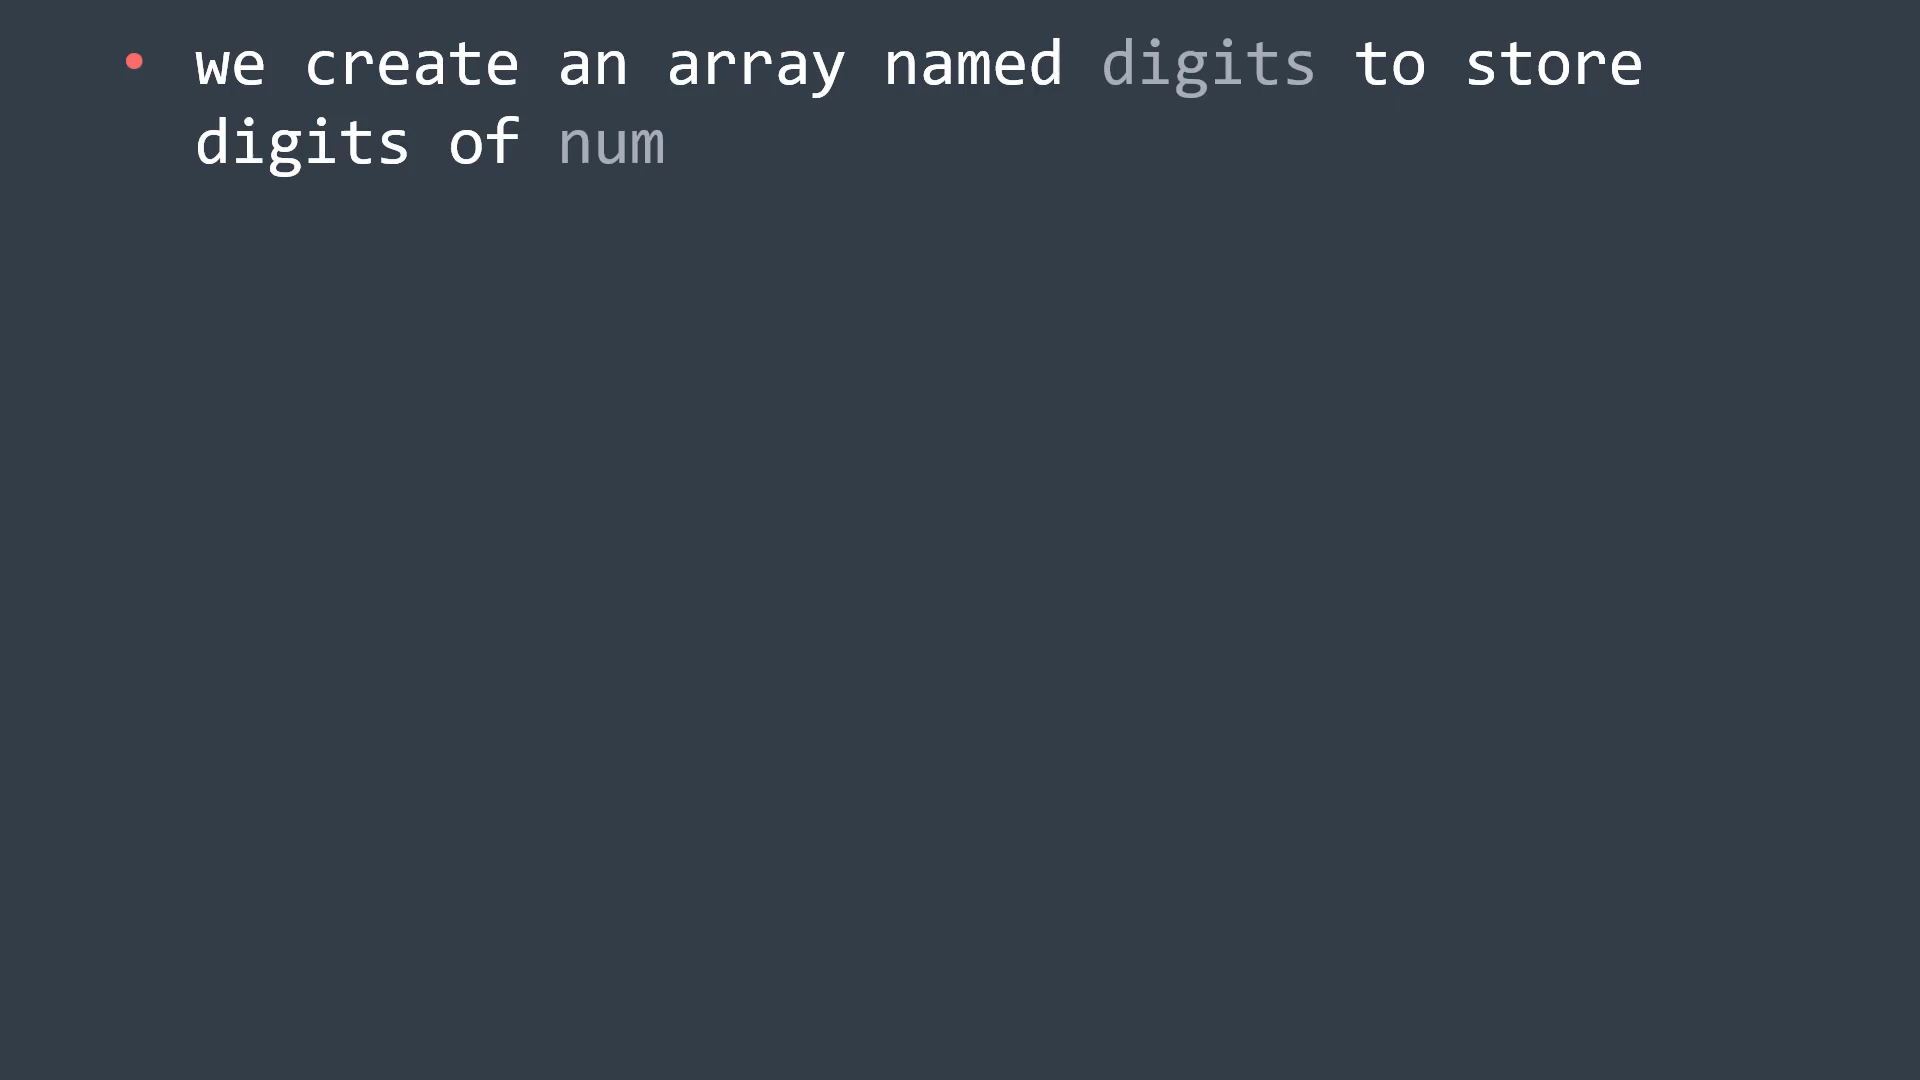 • we create an array named digits to store
digits of num